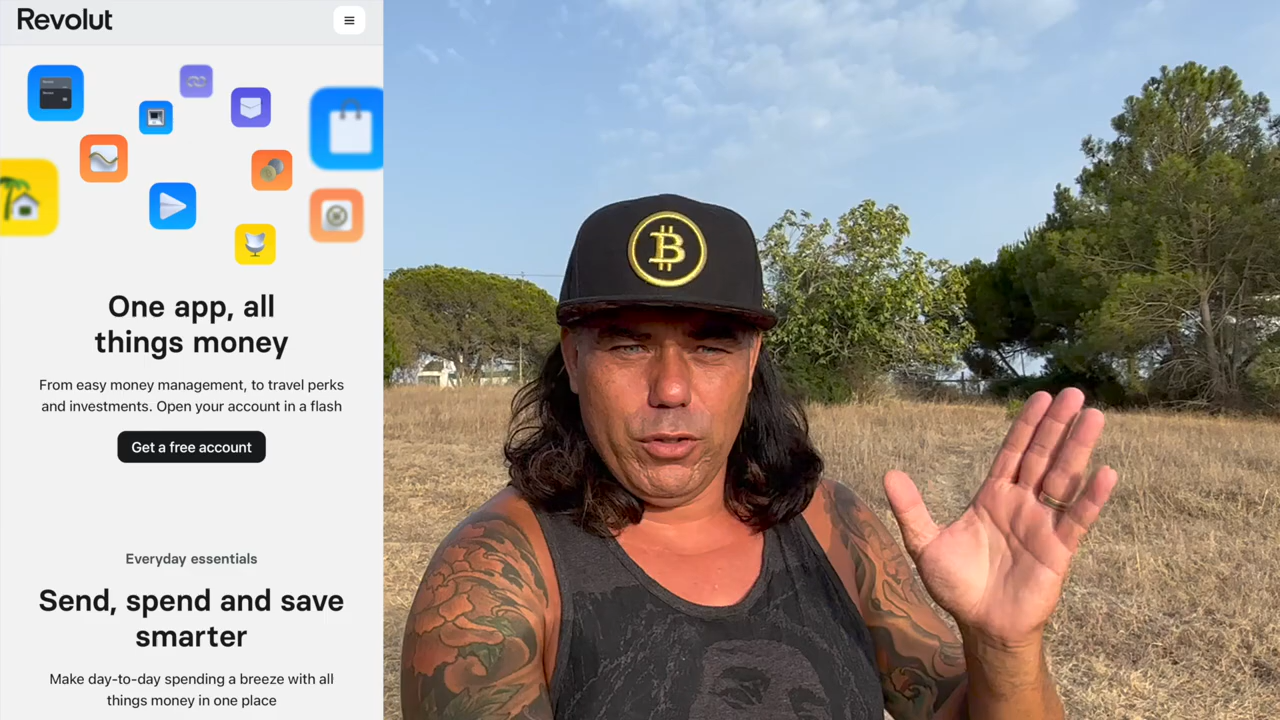 Revolut
One app, all
things money
From easy money management, to travel perks
and investments. Open your account in a flash
Get a free account
Everyday essentials
Send, spend and save
smarter
Make day-to-day spending a breeze with all
things money in one place